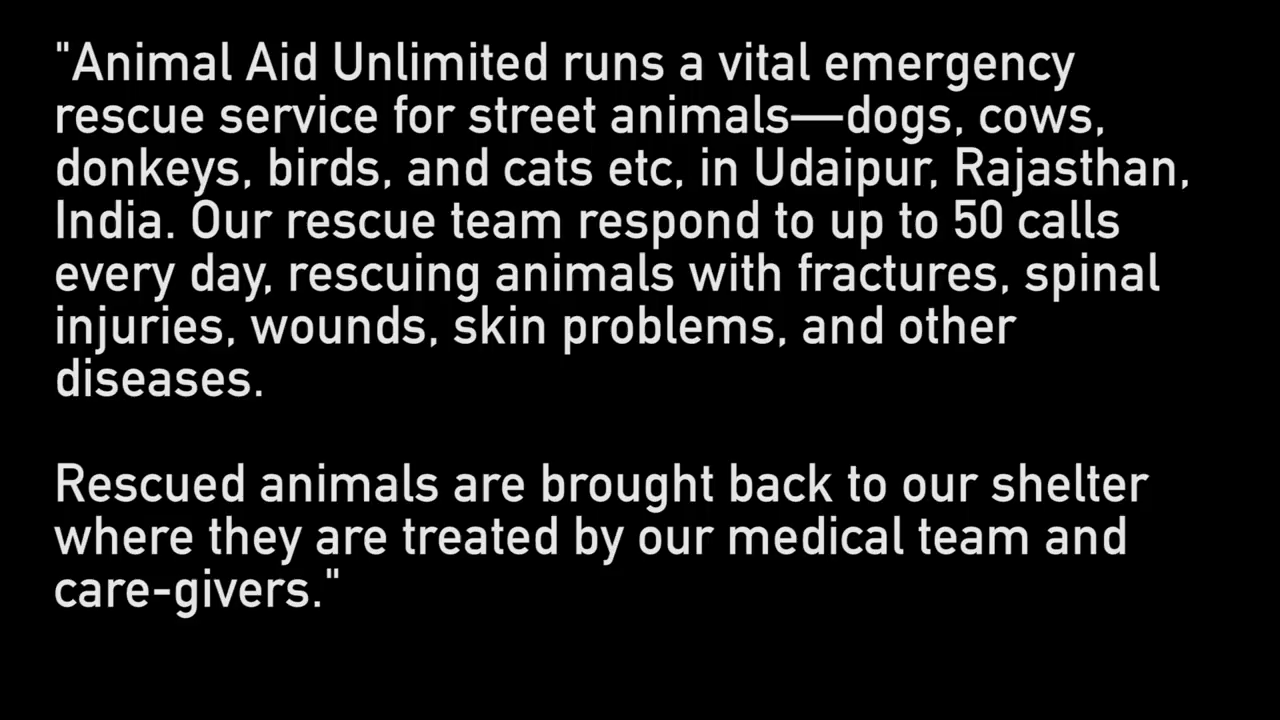 "Animal Aid Unlimited runs a vital emergency
rescue service for street animals—dogs, cows,
donkeys, birds, and cats etc, in Udaipur, Rajasthan,
India. Our rescue team respond to up to 50 calls
every day, rescuing animals with fractures, spinal
injuries, wounds, skin problems, and other
diseases.
Rescued animals are brought back to our shelter
where they are treated by our medical team and
care-givers."